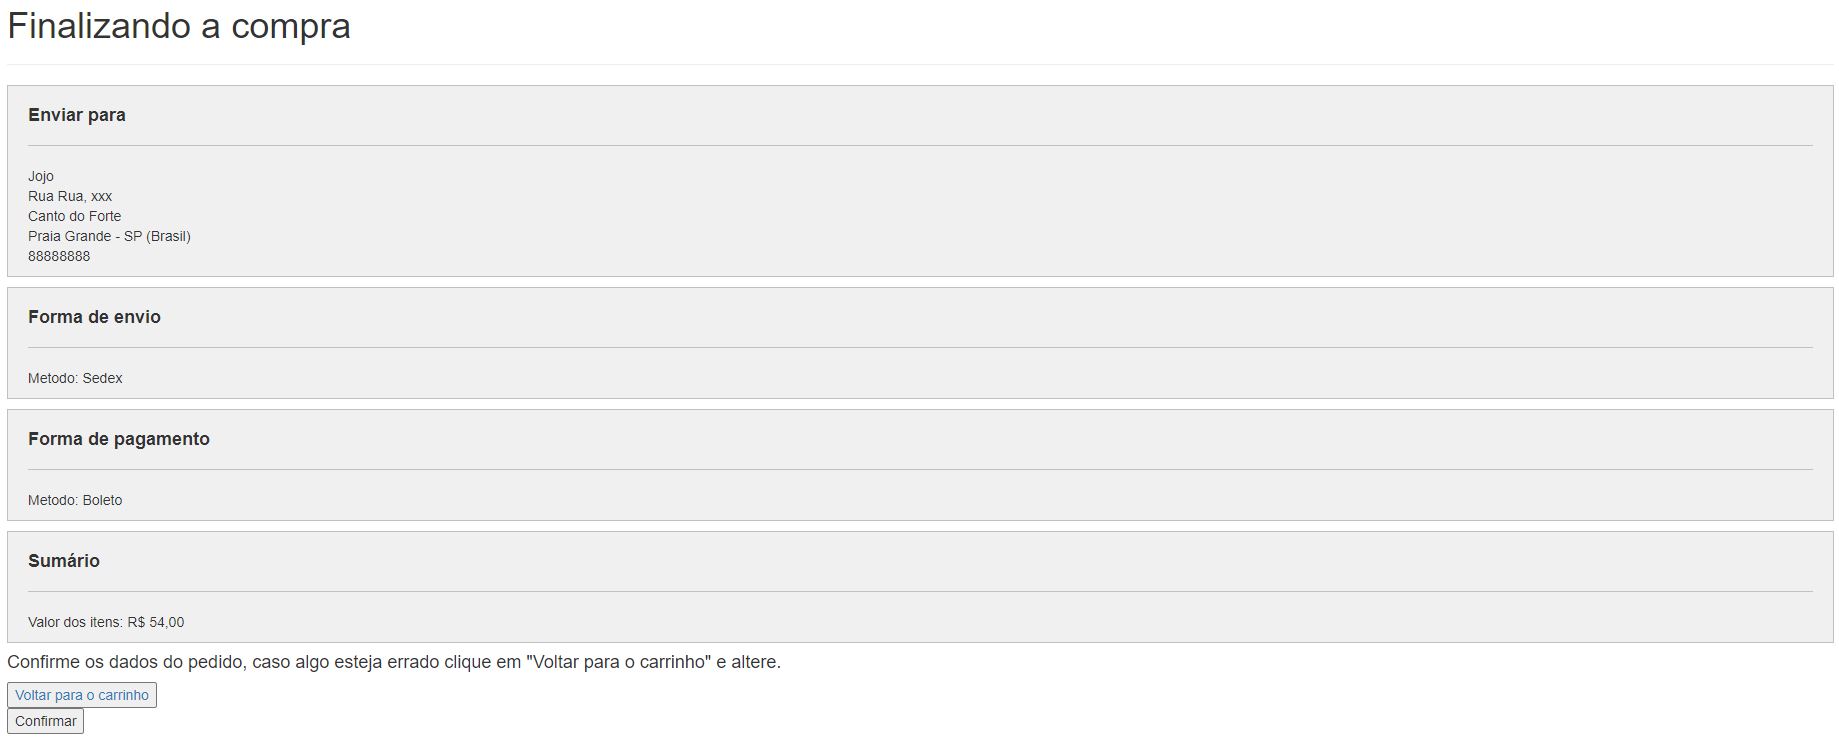 Finalizando a compra
Enviar para
Jojo
Rua Rua, xxx
Canto do Forte
Praia Grande - SP (Brasil)
88888888
Forma de envio
Metodo: Sedex
Forma de pagamento
Metodo: Boleto
Sumário
Valor dos itens: R$ 54,00
Confirme os dados do pedido, caso algo esteja errado clique em "Voltar para o carrinho" e altere.
Voltar para o carrinho
Confirmar